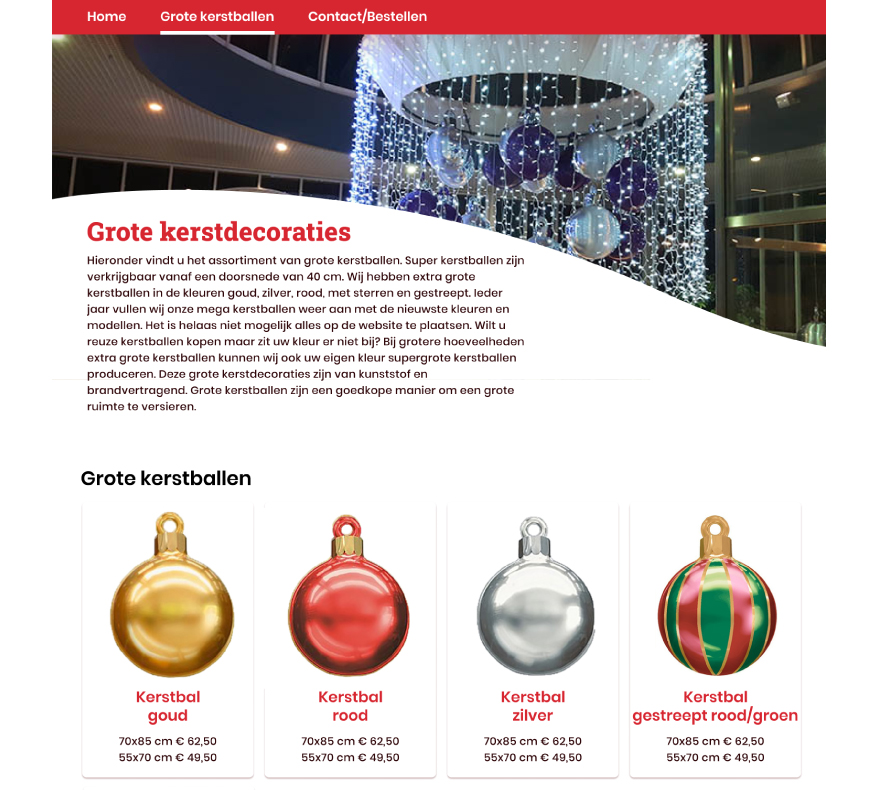 Home Grote kerstballen Contact/Bestellen
Grote kerstdecoraties
Hieronder vindt u het assortiment van grote kerstballen. Super kerstballen zijn
verkrijgbaar vanaf een doorsnede van 40 cm. Wij hebben extra grote
kerstballen in de kleuren goud, zilver, rood, met sterren en gestreept. Ieder
jaar vullen wij onze mega kerstballen weer aan met de nieuwste kleuren en
modellen. Het is helaas niet mogelijk alles op de website te plaatsen. Wilt u
reuze kerstballen kopen maar zit uw kleur er niet bij? Bij grotere hoeveelheden
extra grote kerstballen kunnen wij ook uw eigen kleur supergrote kerstballen
produceren. Deze grote kerstdecoraties zijn van kunststof en
brandvertragend. Grote kerstballen zijn een goedkope manier om een grote
ruimte te versieren.
Grote kerstballen
Kerstbal
goud
70x85 cm € 62,50
55x70 cm € 49,50
Kerstbal
rood
70x85 cm € 62,50
55x70 cm € 49,50
Kerstbal
zilver
70x85 cm € 62,50
55x70 cm € 49,50
Kerstbal
gestreept rood/groen
70x85 cm € 62,50
55x70 cm € 49,50